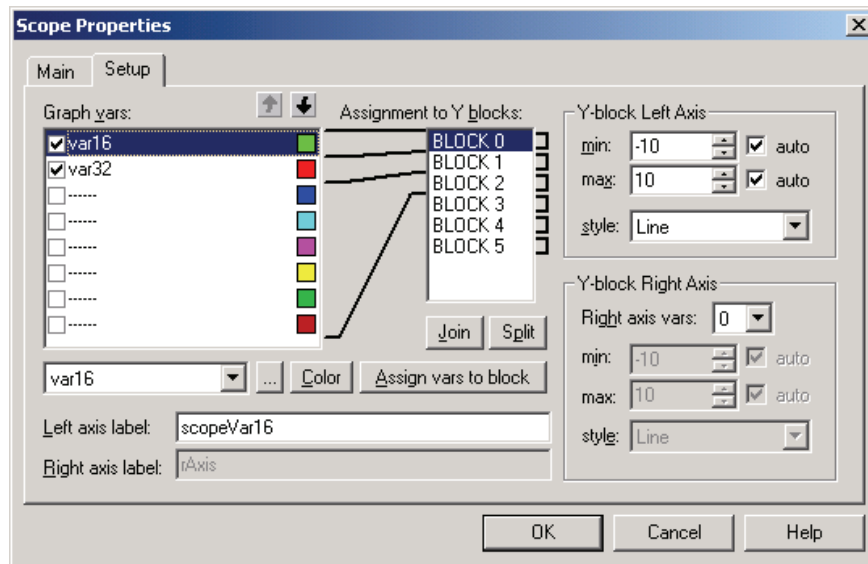 Scope Properties
Main Setup
Graph vars: Assignment to Y blocks:
var16
var32
------
------
------
------
------
------
BLOCK 0
BLOCK 1
BLOCK 2
BLOCK 3
BLOCK 4
BLOCK 5
Join Split
var16 ... Color Assign vars to block
Left axis label: scopeVar16
Right axis label: rAxis
Y-block Left Axis
min: -10 auto
max: 10 auto
style: Line
Y-block Right Axis
Right axis vars: 0
min: -10 auto
max: 10 auto
style: Line
OK Cancel Help